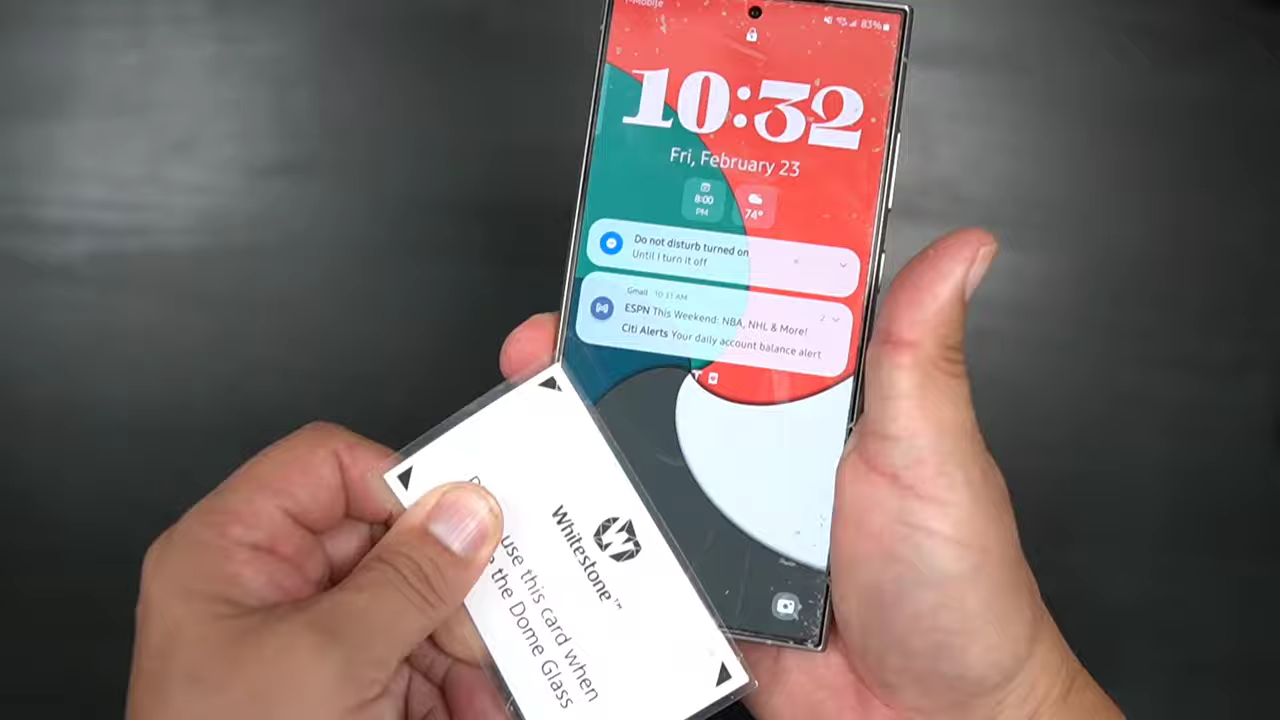 T-Mobile
83%
10:32
Fri, February 23
8:00
PM
74°
Do not disturb turned on
Until I turn it off
Gmail 10:31 AM
ESPN This Weekend: NBA, NHL & More!
2
Citi Alerts Your daily account balance alert
Whitestone™
use this card when
the Dome Glass